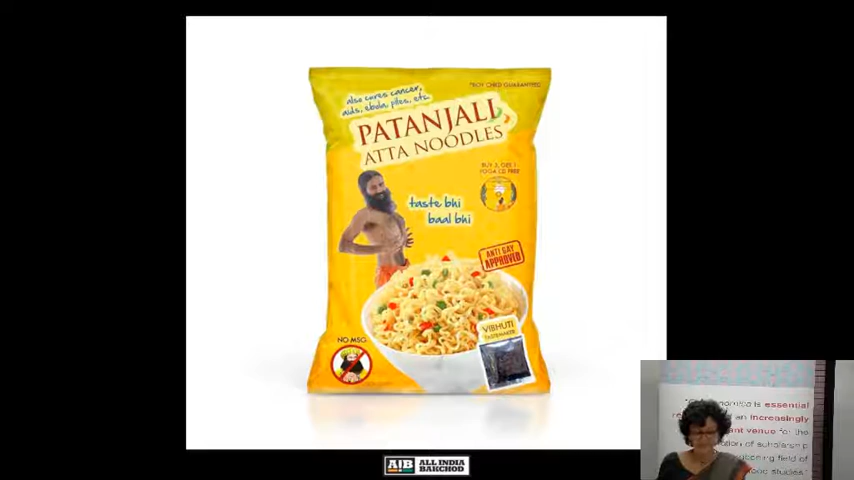 also cures cancer,
aids, ebola, piles, etc.
*BOY CHILD GUARANTEED
PATANJALI
ATTA NOODLES
BUY 3, GET 1
YOGA CD FREE
taste bhi
baal bhi
ANTI GAY
APPROVED
VIBHUTI
TASTEMAKER
NO MSG
AIB ALL INDIA
BAKCHOD
is essential
an increasingly
venue for the
of scholarship
field of
studies."